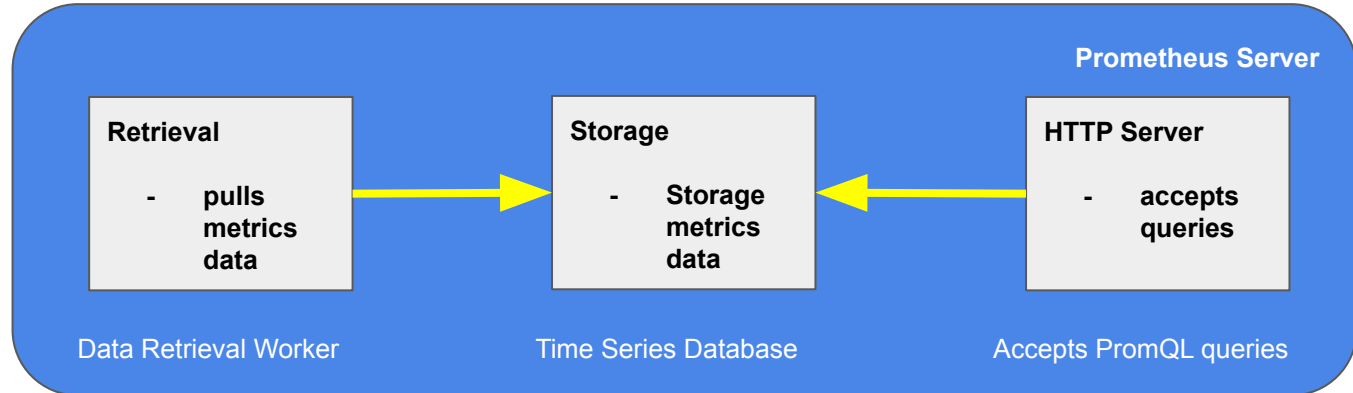 Prometheus Server
Retrieval
- pulls
metrics
data
Data Retrieval Worker
Storage
- Storage
metrics
data
Time Series Database
HTTP Server
- accepts
queries
Accepts PromQL queries